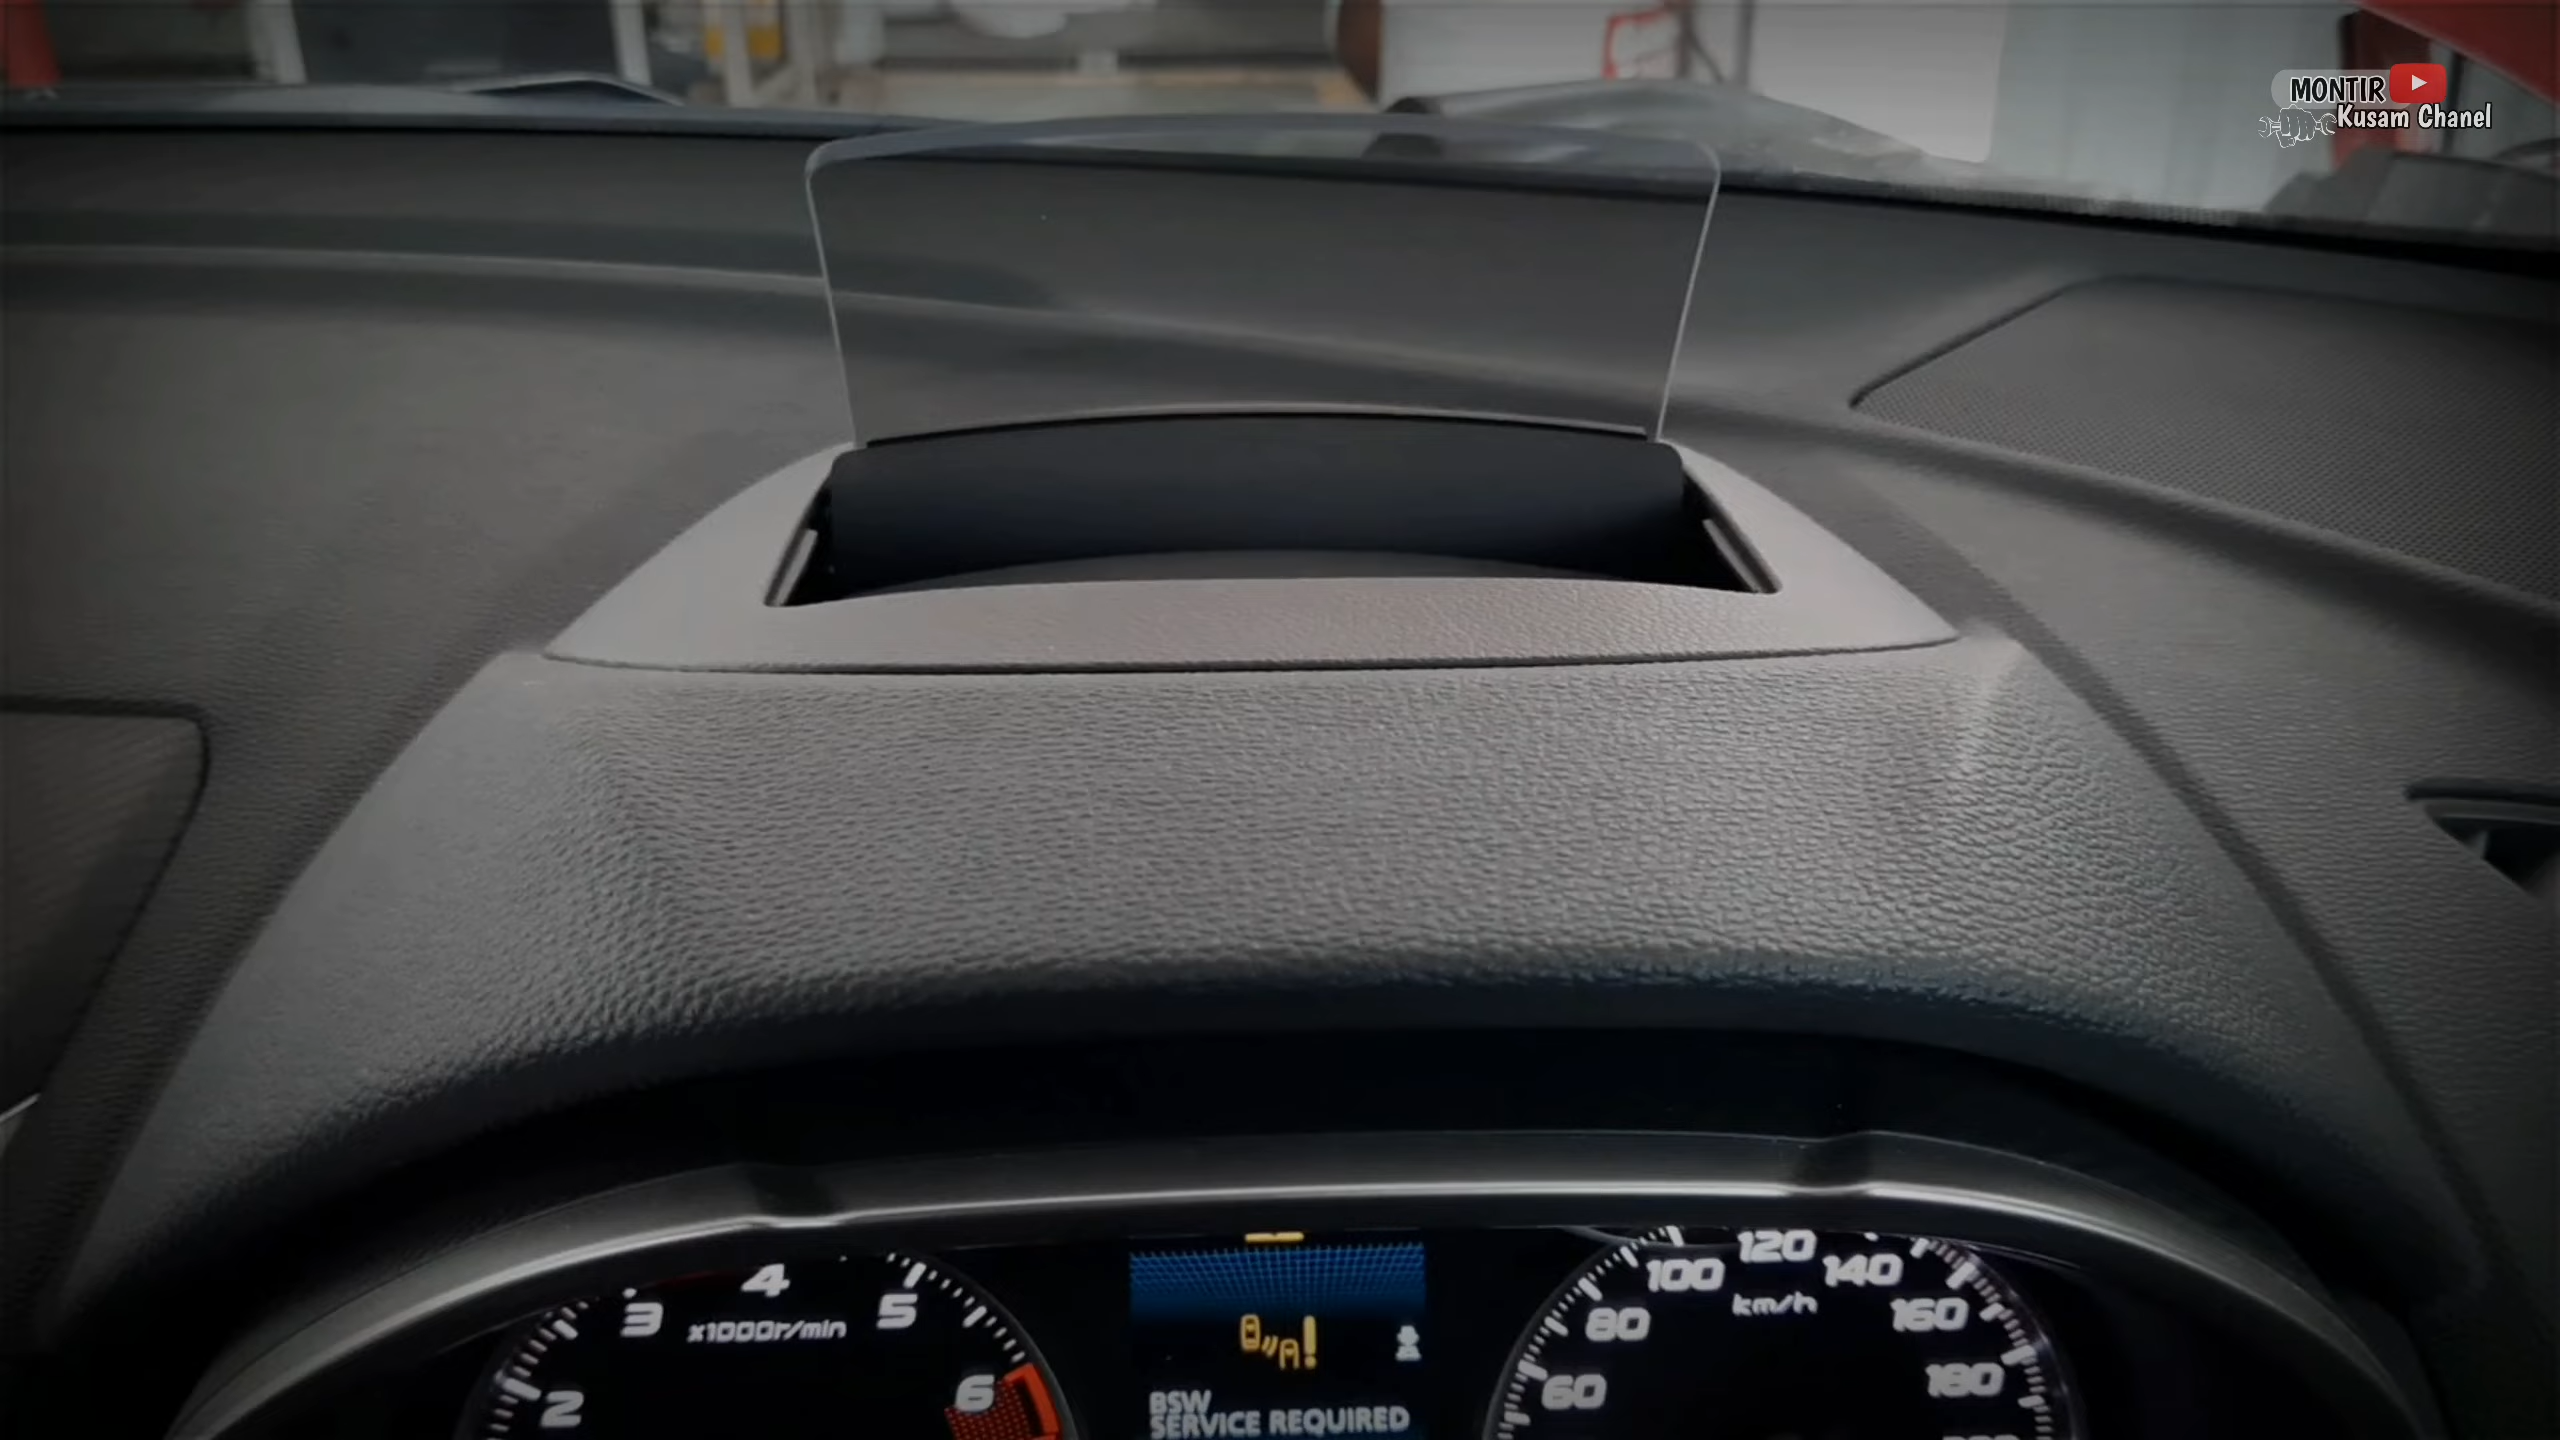 MONTIR
Kusam Chanel
2
3
4
5
6
x1000r/min
BSW
SERVICE REQUIRED
60
80
100
120
140
160
180
km/h